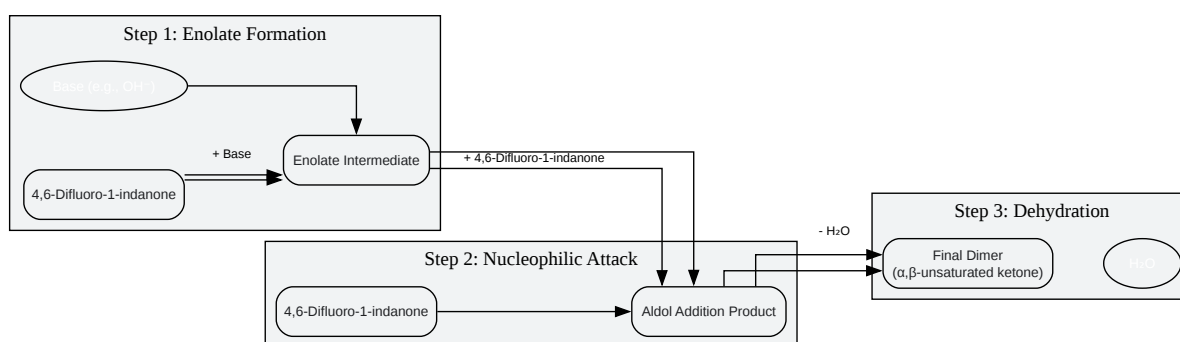 Step 1: Enolate Formation
Base (e.g., OH⁻)
+ Base
4,6-Difluoro-1-indanone
Enolate Intermediate
+ 4,6-Difluoro-1-indanone
Step 2: Nucleophilic Attack
4,6-Difluoro-1-indanone
Aldol Addition Product
- H₂O
Step 3: Dehydration
Final Dimer
(α,β-unsaturated ketone)
H₂O